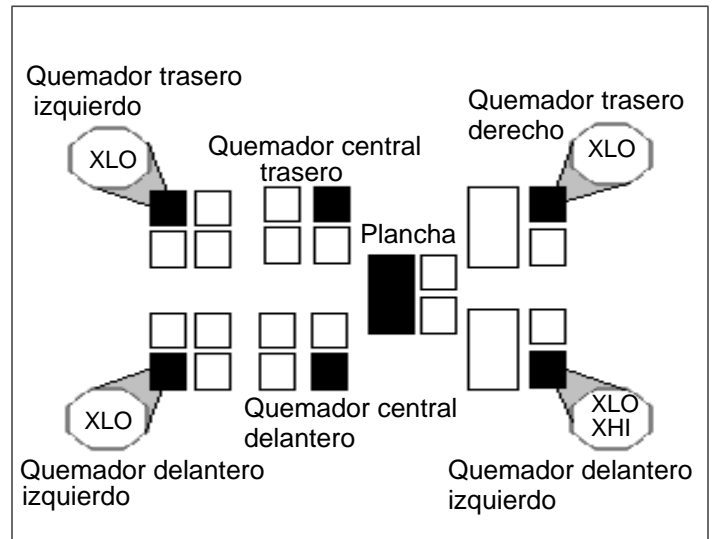 Quemador trasero
izquierdo
XLO
Quemador central
trasero
Quemador trasero
derecho
XLO
Plancha
XLO
Quemador delantero
izquierdo
Quemador central
delantero
XLO
XHI
Quemador delantero
izquierdo